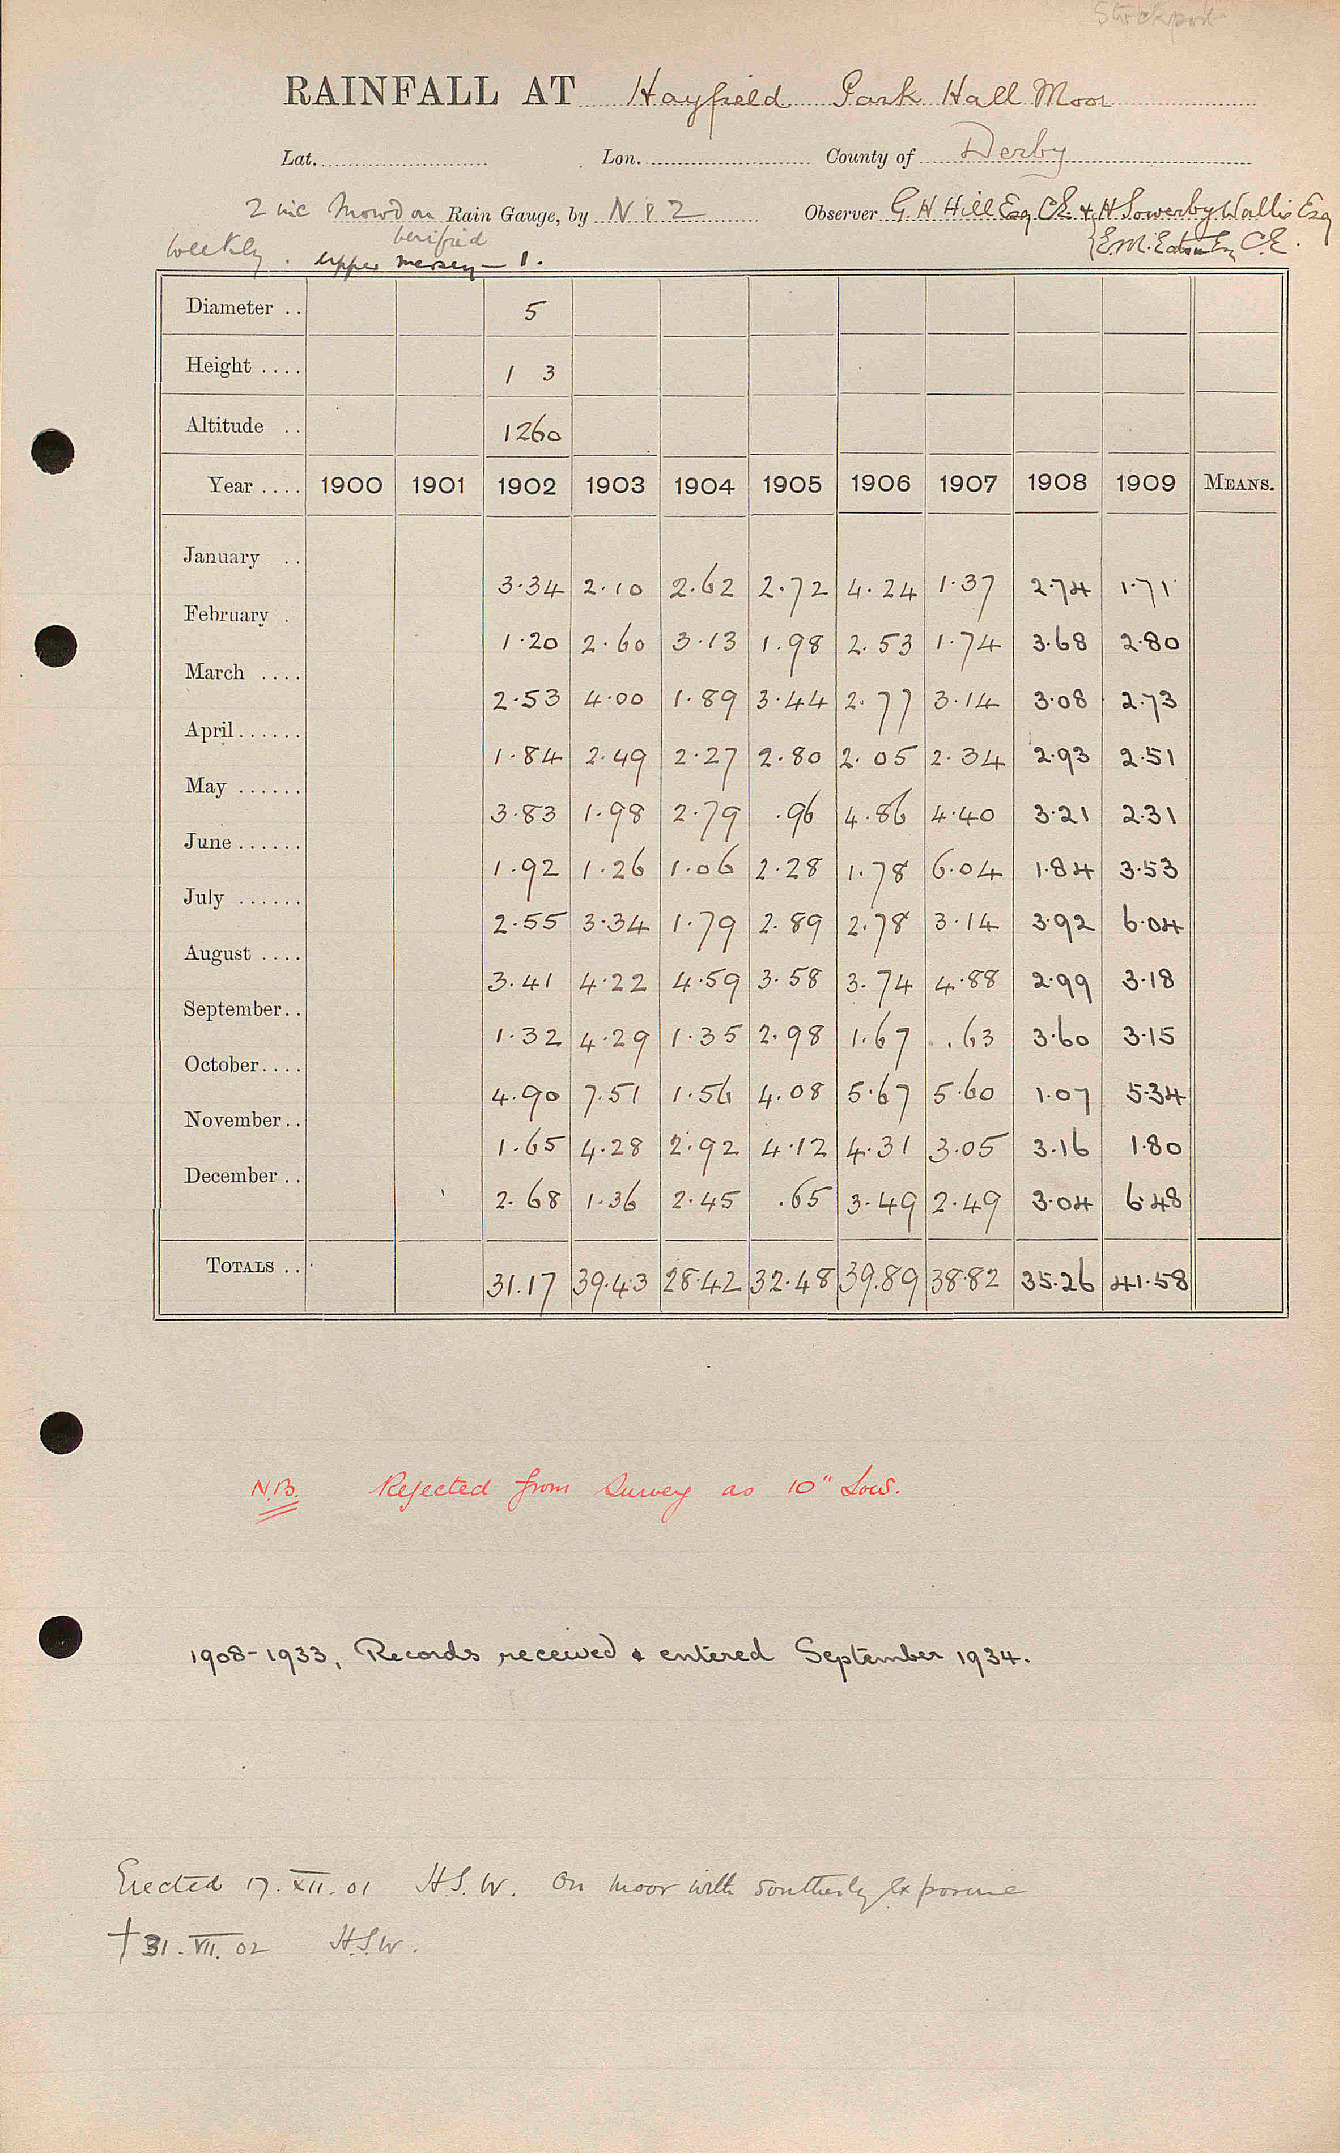 Stockport
RAINFALL AT Hayfield Park Hall Moor
Lat. Lon. County of Derby
2 inc Snowdon Rain Gauge, by N & Z Observer G H Hill Esq CE & H Sowerby Wallis Esq
Weekly. verified Upper Mersey — 1. {E.M. Eaton Esq C.E.
Diameter .. 5
Height .... 1 3
Altitude .. 1260
Year .... 1900 1901 1902 1903 1904 1905 1906 1907 1908 1909 MEANS.
January .. 3.34 2.10 2.62 2.72 4.24 1.37 2.74 1.71
February . 1.20 2.60 3.13 1.98 2.53 1.74 3.68 2.80
March .... 2.53 4.00 1.89 3.44 2.77 3.14 3.08 2.73
April...... 1.84 2.49 2.27 2.80 2.05 2.34 2.93 2.51
May ...... 3.83 1.98 2.79 .96 4.86 4.40 3.21 2.31
June...... 1.92 1.26 1.06 2.28 1.78 6.04 1.84 3.53
July ...... 2.55 3.34 1.79 2.89 2.78 3.14 3.92 6.04
August .... 3.41 4.22 4.59 3.58 3.74 4.88 2.99 3.18
September.. 1.32 4.29 1.35 2.98 1.67 .63 3.60 3.15
October.... 4.90 7.51 1.56 4.08 5.67 5.60 1.07 5.34
November.. 1.65 4.28 2.92 4.12 4.31 3.05 3.16 1.80
December .. 2.68 1.36 2.45 .65 3.49 2.49 3.04 6.48
TOTALS .. 31.17 39.43 28.42 32.48 39.89 38.82 35.26 41.58
N.B. Rejected from Survey as 10" Low.
1908-1933, Records received & entered September 1934.
Erected 17. XII. 01 H.S.W. On moor with southerly exposure
† 31. VII. 02 H.S.W.